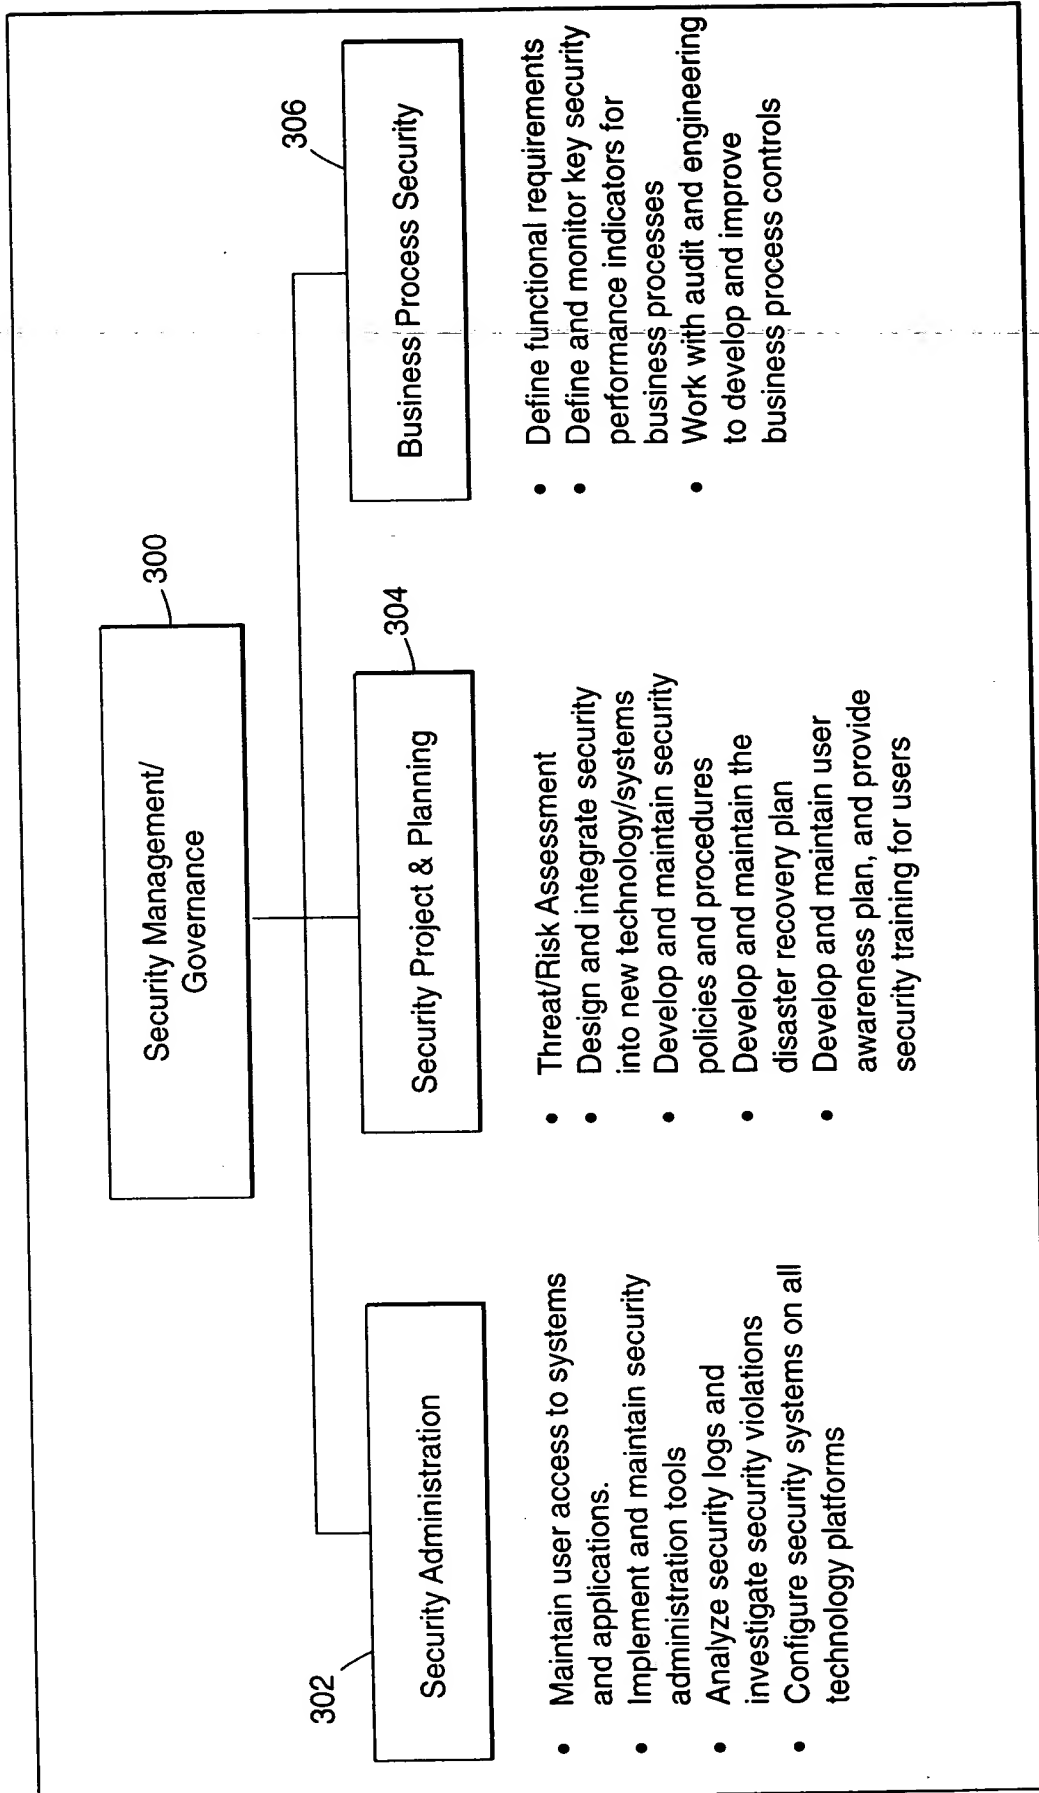 Security Management/
Governance
300
302
Security Administration
• Maintain user access to systems
and applications.
• Implement and maintain security
administration tools
• Analyze security logs and
investigate security violations
• Configure security systems on all
technology platforms
304
Security Project & Planning
• Threat/Risk Assessment
• Design and integrate security
into new technology/systems
• Develop and maintain security
policies and procedures
• Develop and maintain the
disaster recovery plan
• Develop and maintain user
awareness plan, and provide
security training for users
306
Business Process Security
• Define functional requirements
• Define and monitor key security
performance indicators for
business processes
• Work with audit and engineering
to develop and improve
business process controls